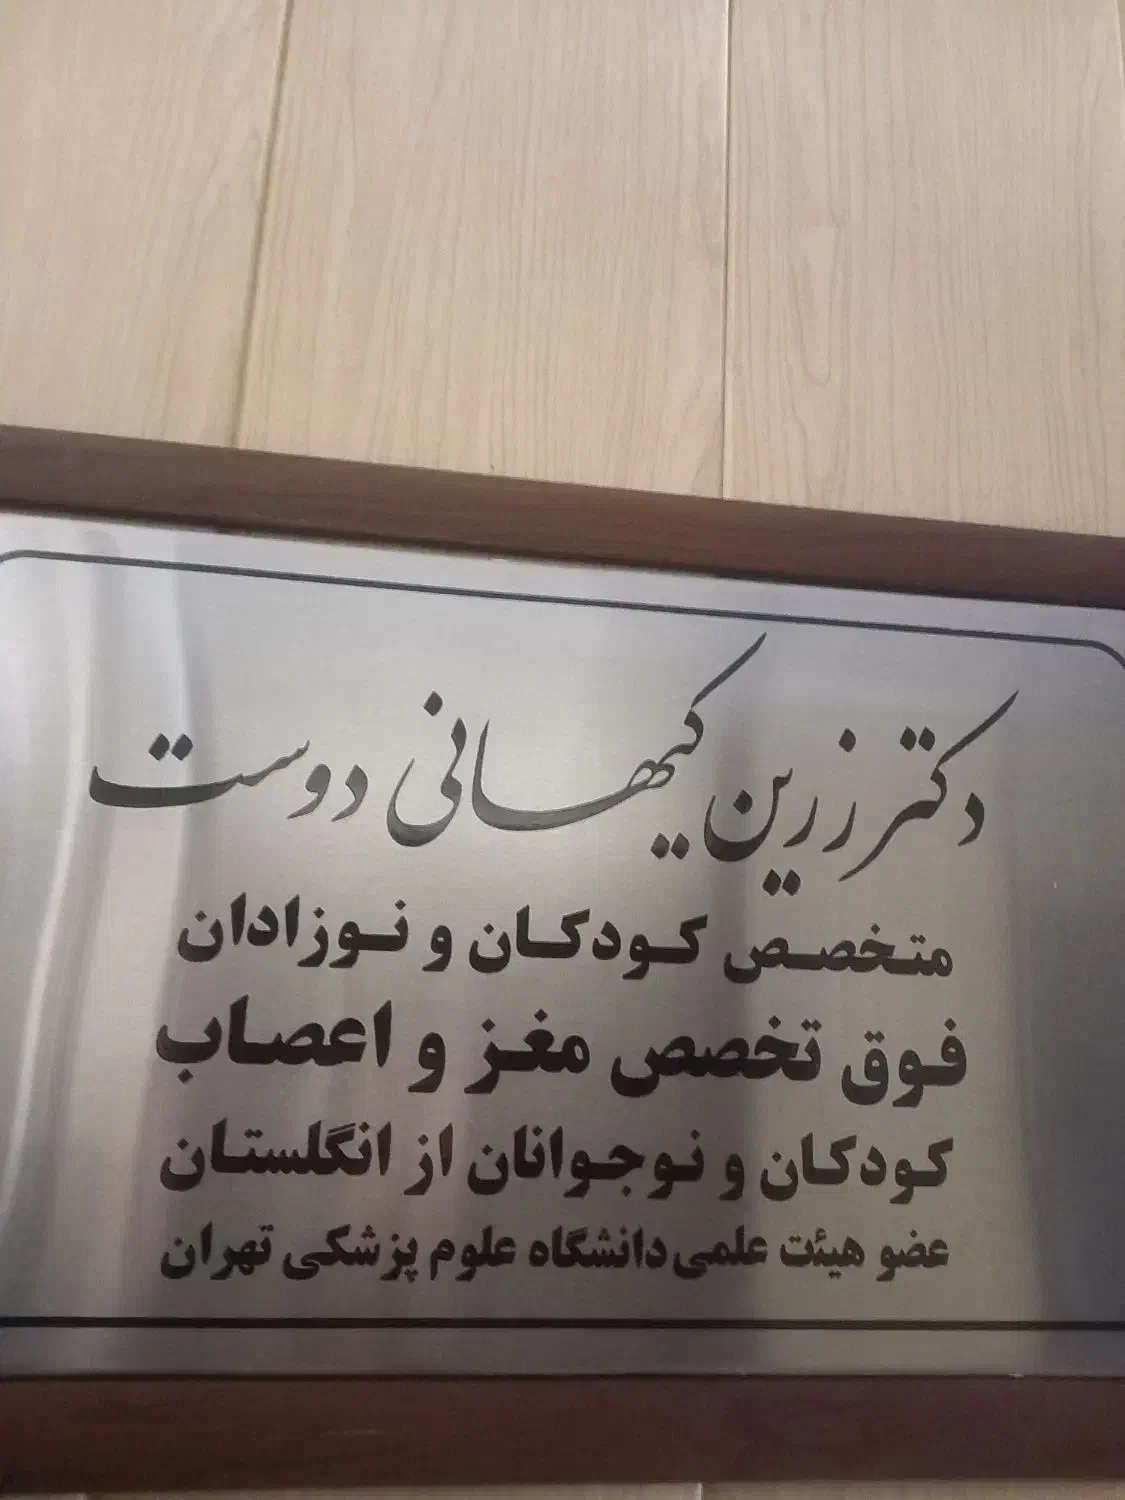 دکتر زرین کیهانی دوست
متخصص کودکان و نوزادان
فوق تخصص مغز و اعصاب
کودکان و نوجوانان از انگلستان
عضو هیئت علمی دانشگاه علوم پزشکی تهران